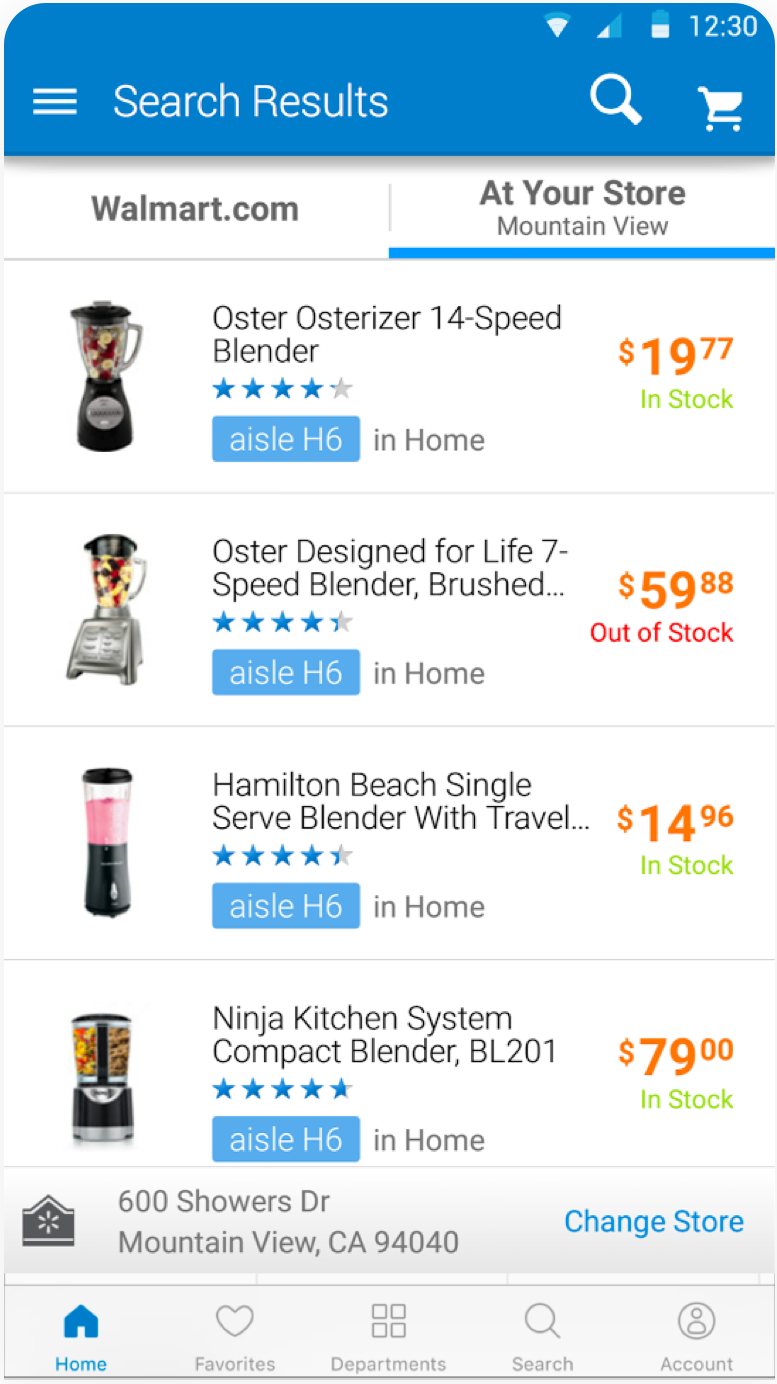 12:30
Search Results
Walmart.com
At Your Store
Mountain View
Oster Osterizer 14-Speed
Blender
$19 77
In Stock
aisle H6 in Home
Oster Designed for Life 7-
Speed Blender, Brushed...
$59 88
Out of Stock
aisle H6 in Home
Hamilton Beach Single
Serve Blender With Travel...
$14 96
In Stock
aisle H6 in Home
Ninja Kitchen System
Compact Blender, BL201
$79 00
In Stock
aisle H6 in Home
600 Showers Dr
Mountain View, CA 94040
Change Store
Home Favorites Departments Search Account